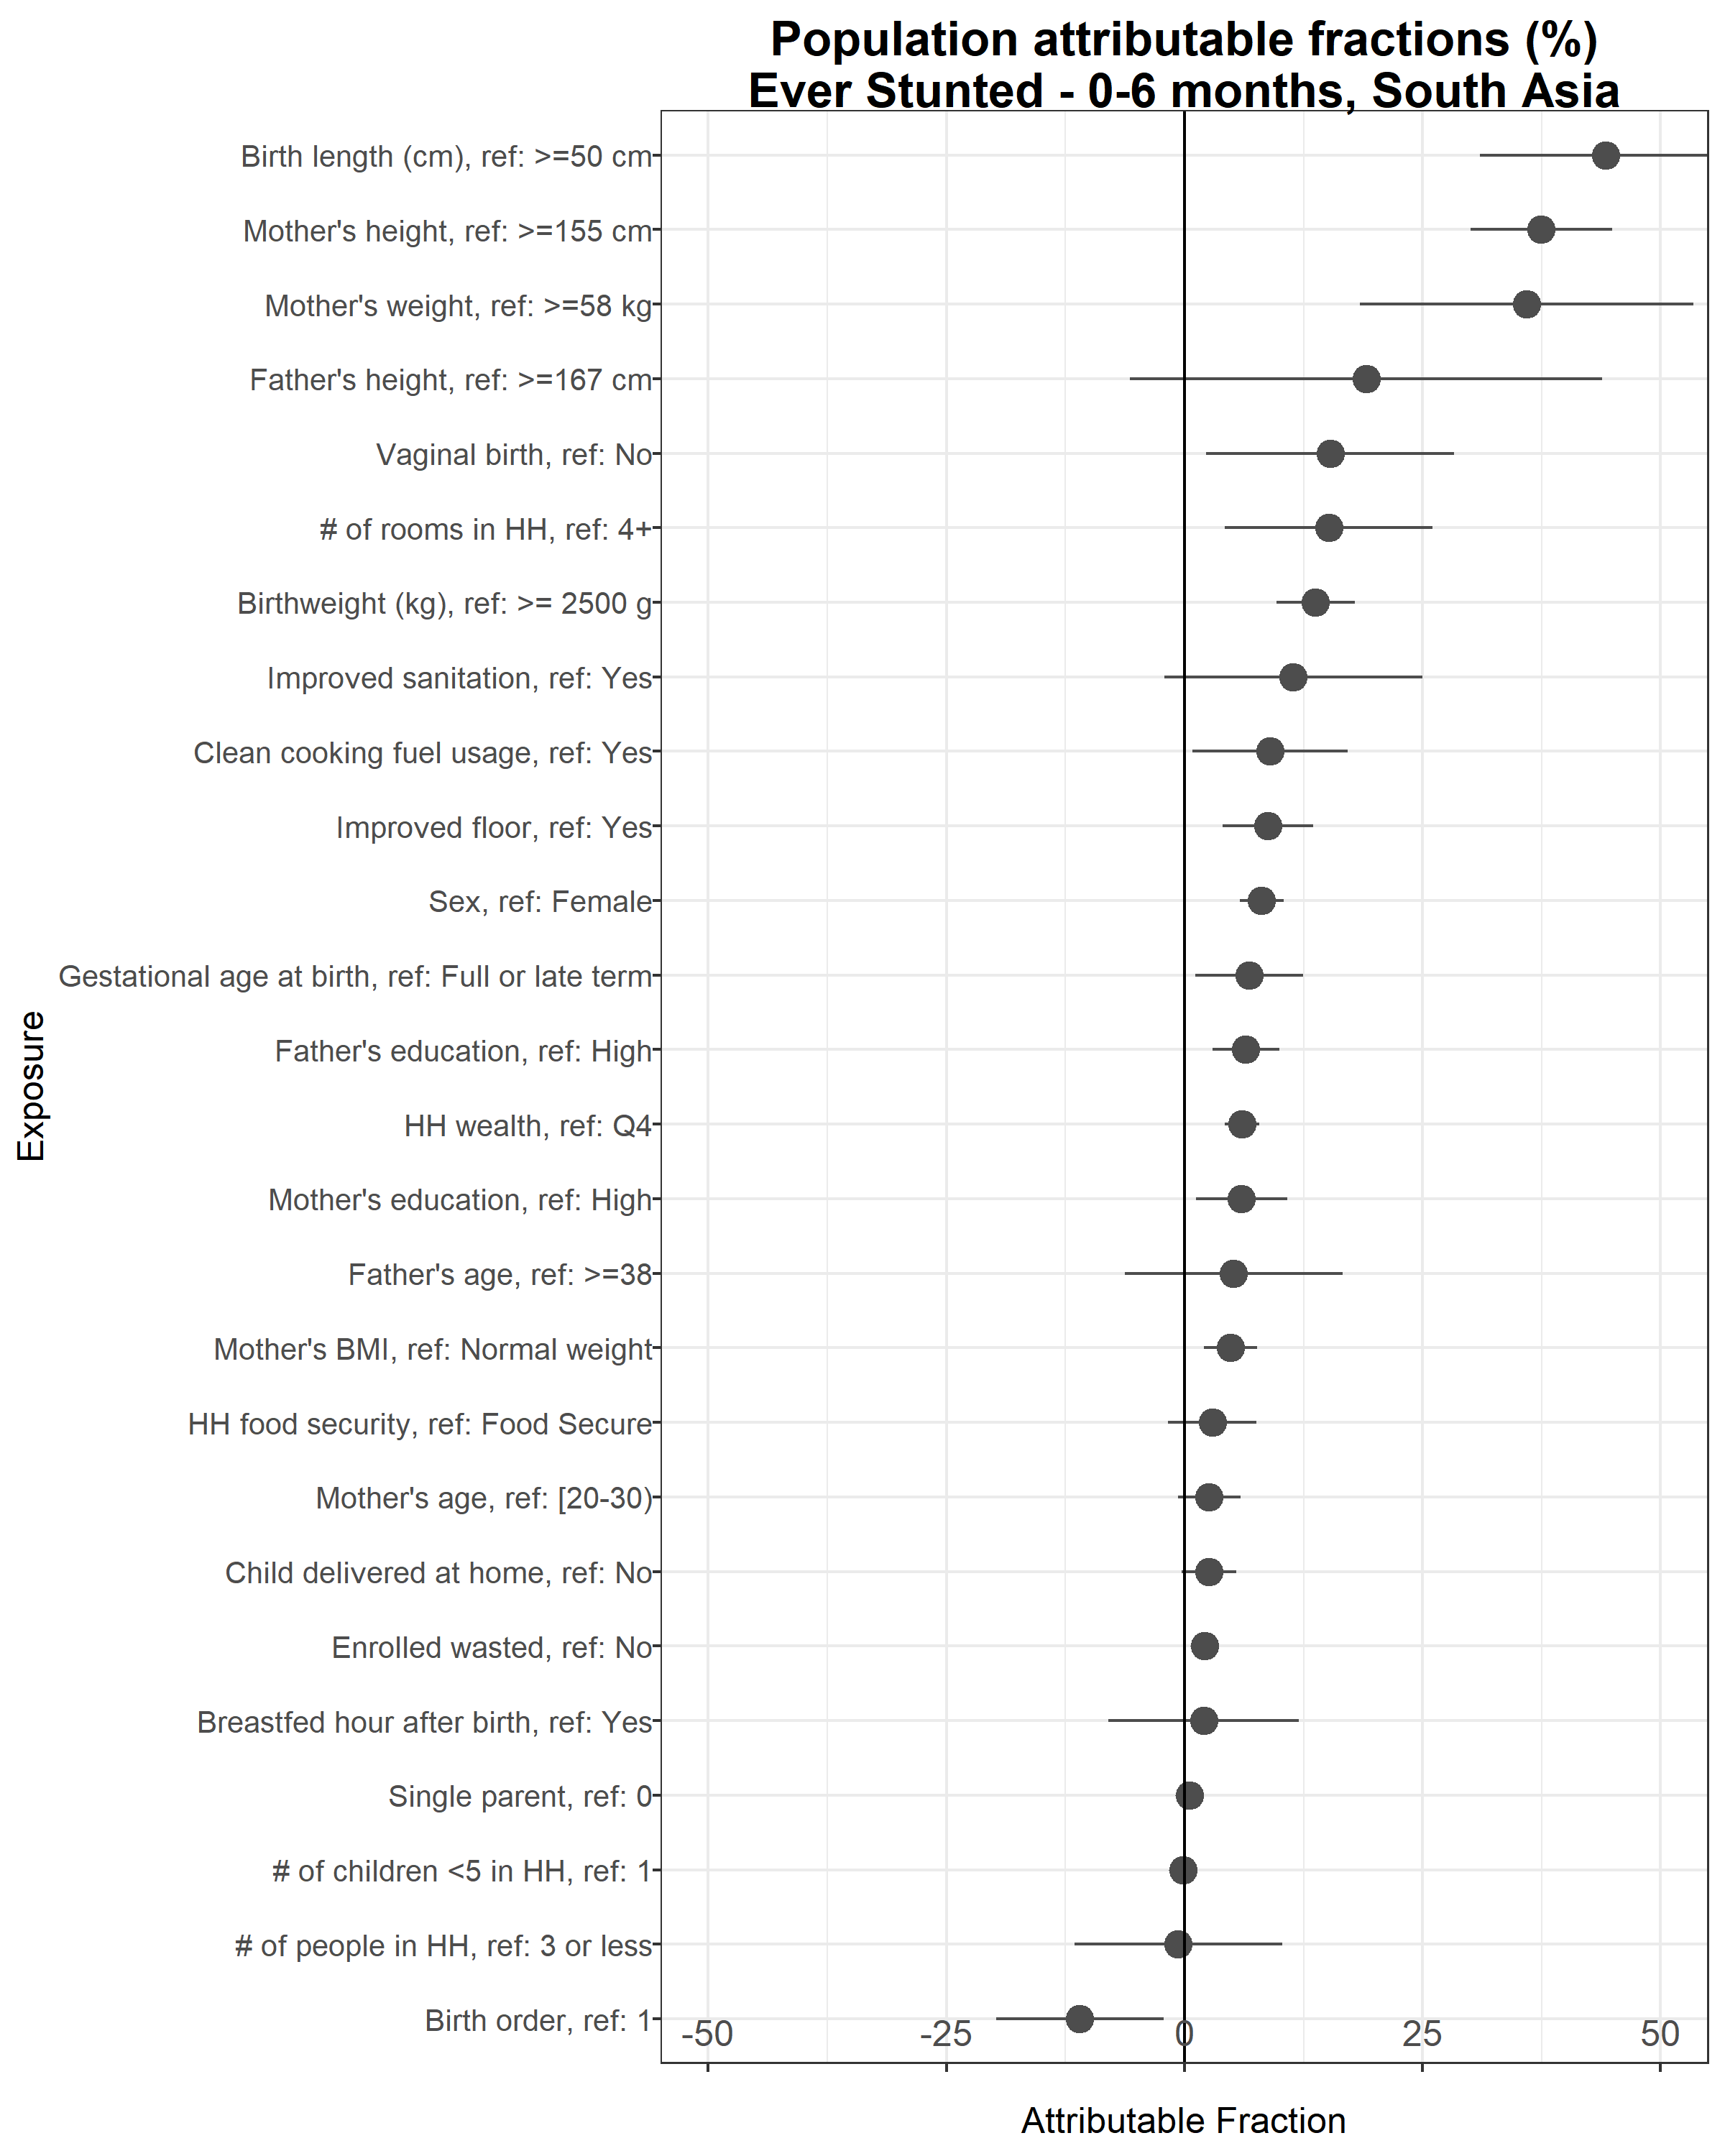 Population attributable fractions (%)
Ever Stunted - 0-6 months, South Asia
Birth length (cm), ref: >=50 cm
Mother's height, ref: >=155 cm
Mother's weight, ref: >=58 kg
Father's height, ref: >=167 cm
Vaginal birth, ref: No
# of rooms in HH, ref: 4+
Birthweight (kg), ref: >= 2500 g
Improved sanitation, ref: Yes
Clean cooking fuel usage, ref: Yes
Improved floor, ref: Yes
Sex, ref: Female
Gestational age at birth, ref: Full or late term
Father's education, ref: High
HH wealth, ref: Q4
Mother's education, ref: High
Father's age, ref: >=38
Mother's BMI, ref: Normal weight
HH food security, ref: Food Secure
Mother's age, ref: [20-30)
Child delivered at home, ref: No
Enrolled wasted, ref: No
Breastfed hour after birth, ref: Yes
Single parent, ref: 0
# of children <5 in HH, ref: 1
# of people in HH, ref: 3 or less
Birth order, ref: 1
Exposure
-50 -25 0 25 50
Attributable Fraction